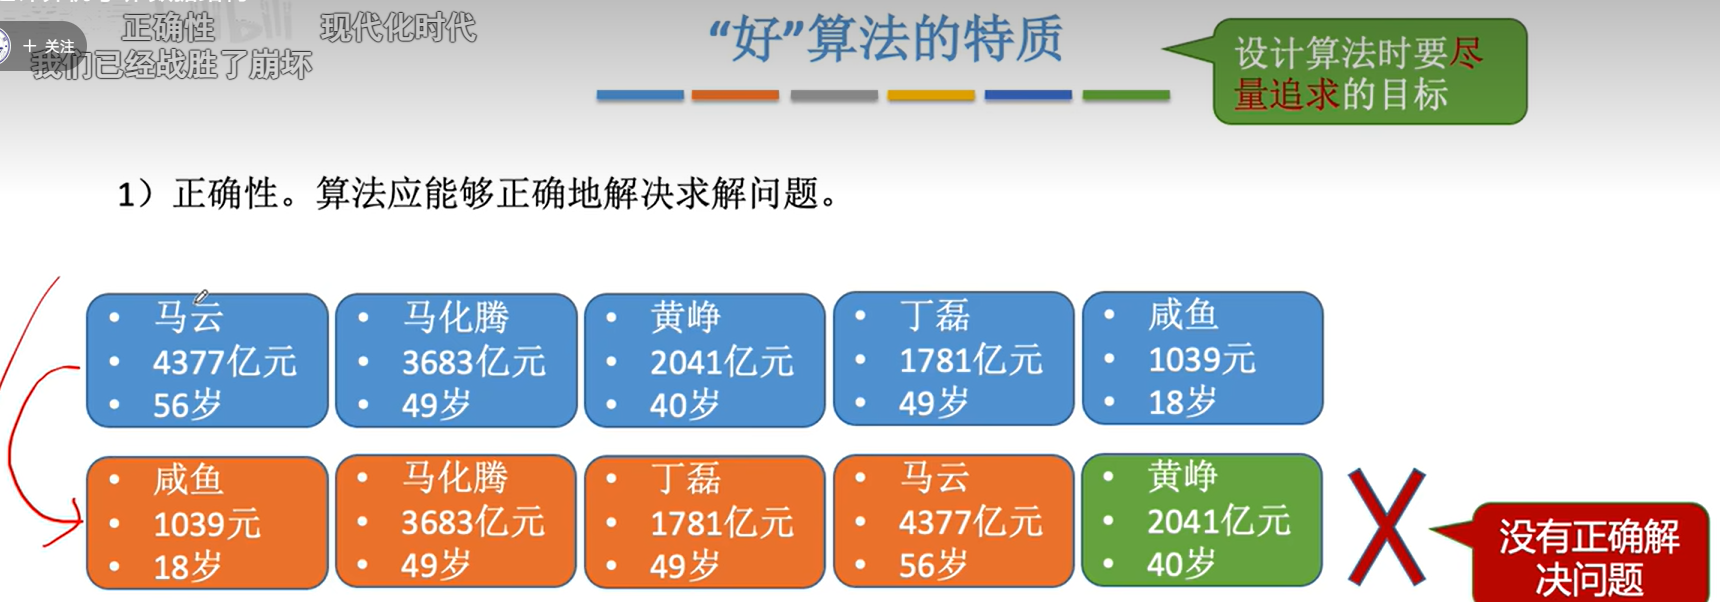 正确性
现代化时代
+ 关注
我们已经战胜了崩坏
“好”算法的特质
设计算法时要尽
量追求的目标
1）正确性。算法应能够正确地解决求解问题。
• 马云
• 4377亿元
• 56岁
• 马化腾
• 3683亿元
• 49岁
• 黄峥
• 2041亿元
• 40岁
• 丁磊
• 1781亿元
• 49岁
• 咸鱼
• 1039元
• 18岁
• 咸鱼
• 1039元
• 18岁
• 马化腾
• 3683亿元
• 49岁
• 丁磊
• 1781亿元
• 49岁
• 马云
• 4377亿元
• 56岁
• 黄峥
• 2041亿元
• 40岁
没有正确解
决问题